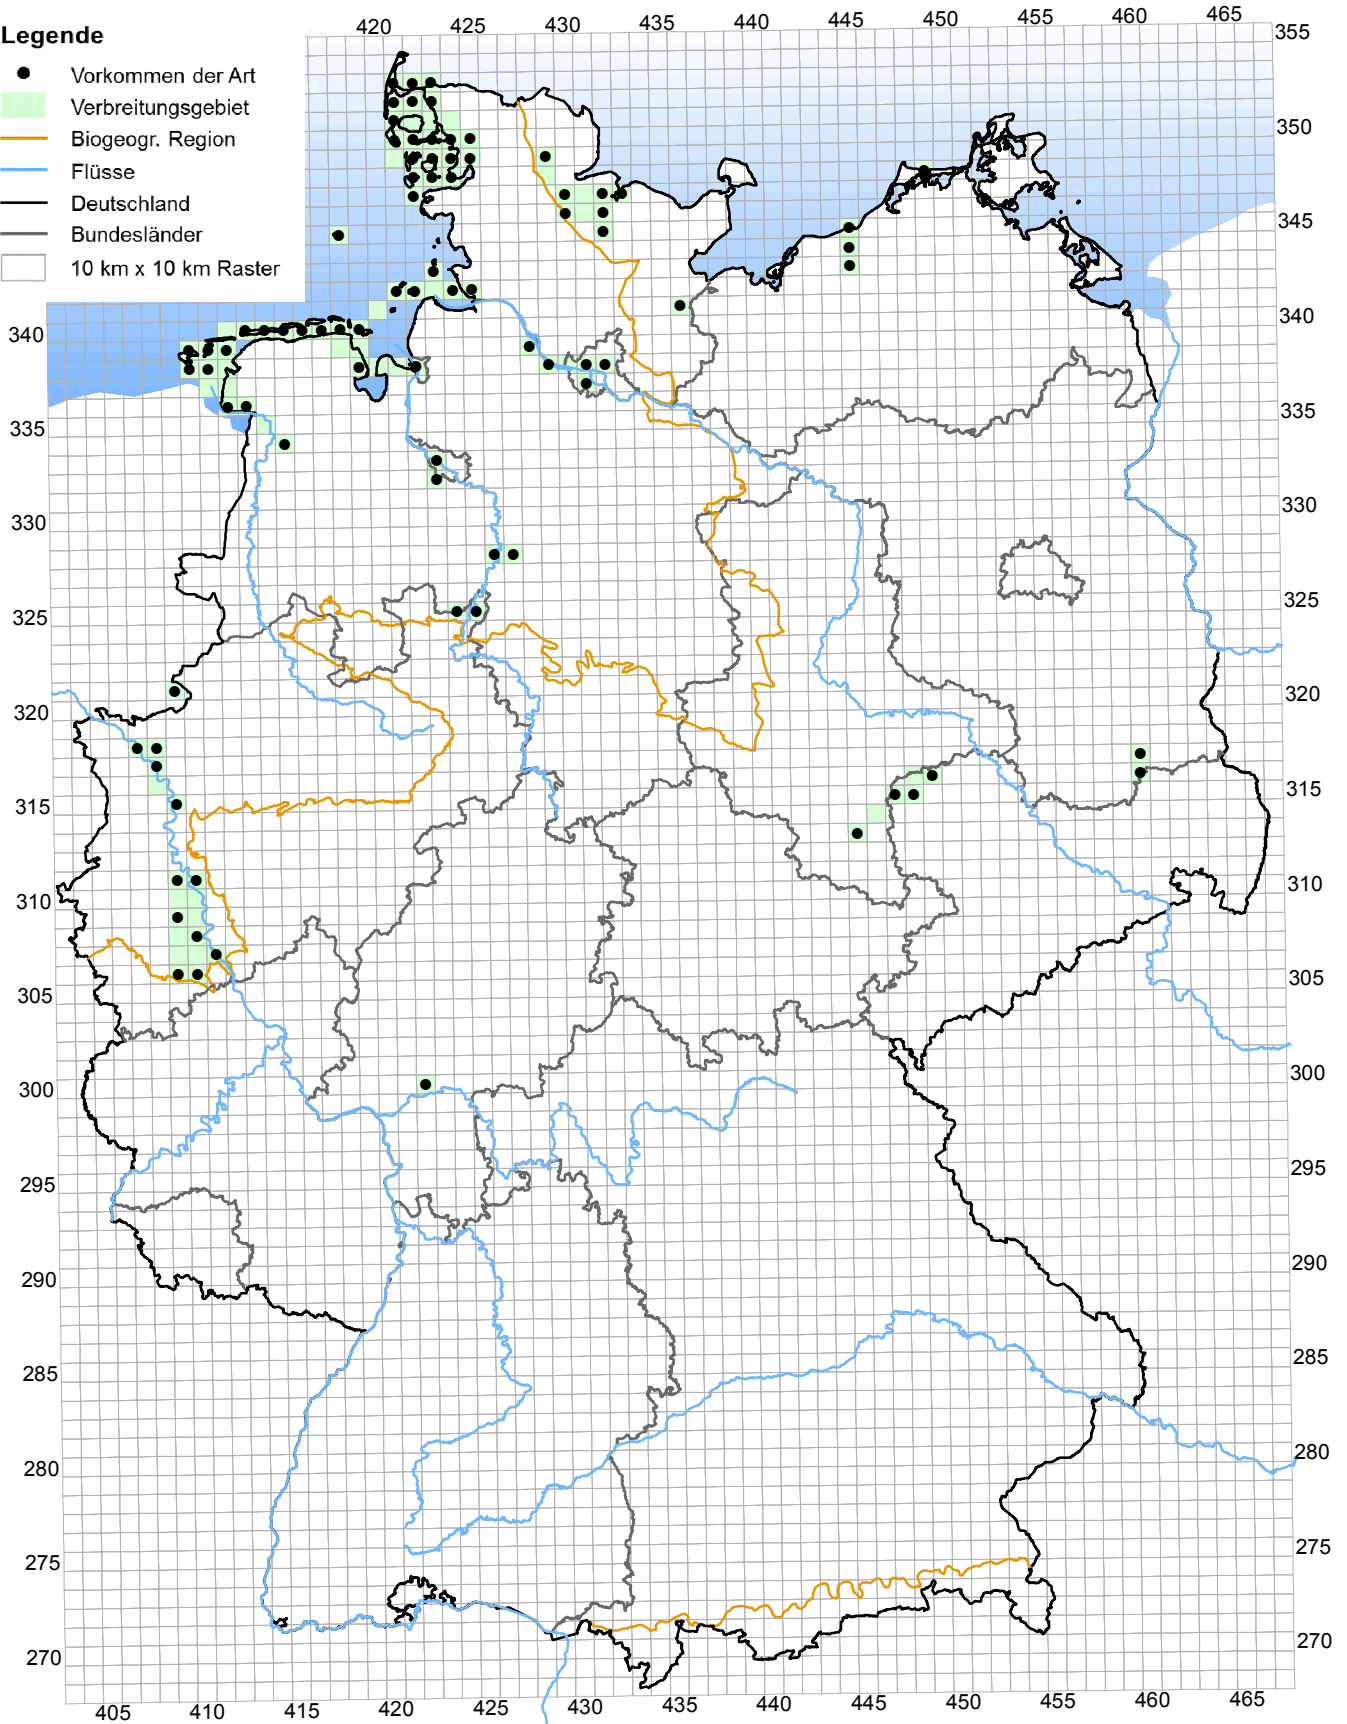 420 425 430 435 440 445 450 455 460 465
Legende
355
Vorkommen der Art
Verbreitungsgebiet
Biogeogr. Region
350
Flüsse
Deutschland
Bundesländer
345
10 km x 10 km Raster
340 340
335 335
330 330
325 325
320 320
315 315
310 310
305 305
300 300
295 295
290 290
285 285
280 280
275 275
270 270
405 410 415 420 425 430 435 440 445 450 455 460 465